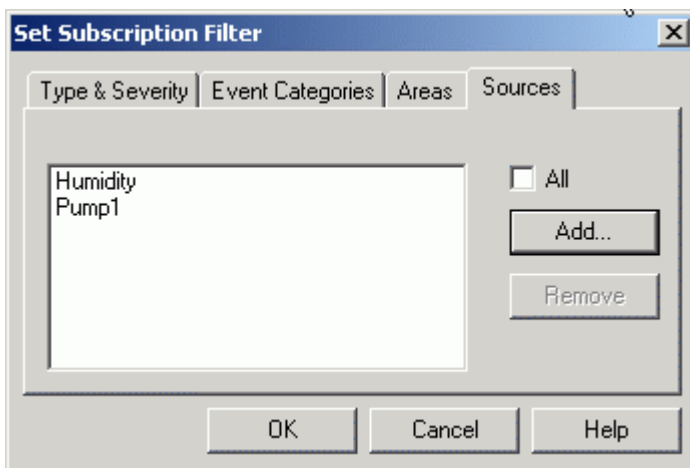 Set Subscription Filter
Type & Severity Event Categories Areas Sources
Humidity
Pump1
All
Add...
Remove
OK Cancel Help